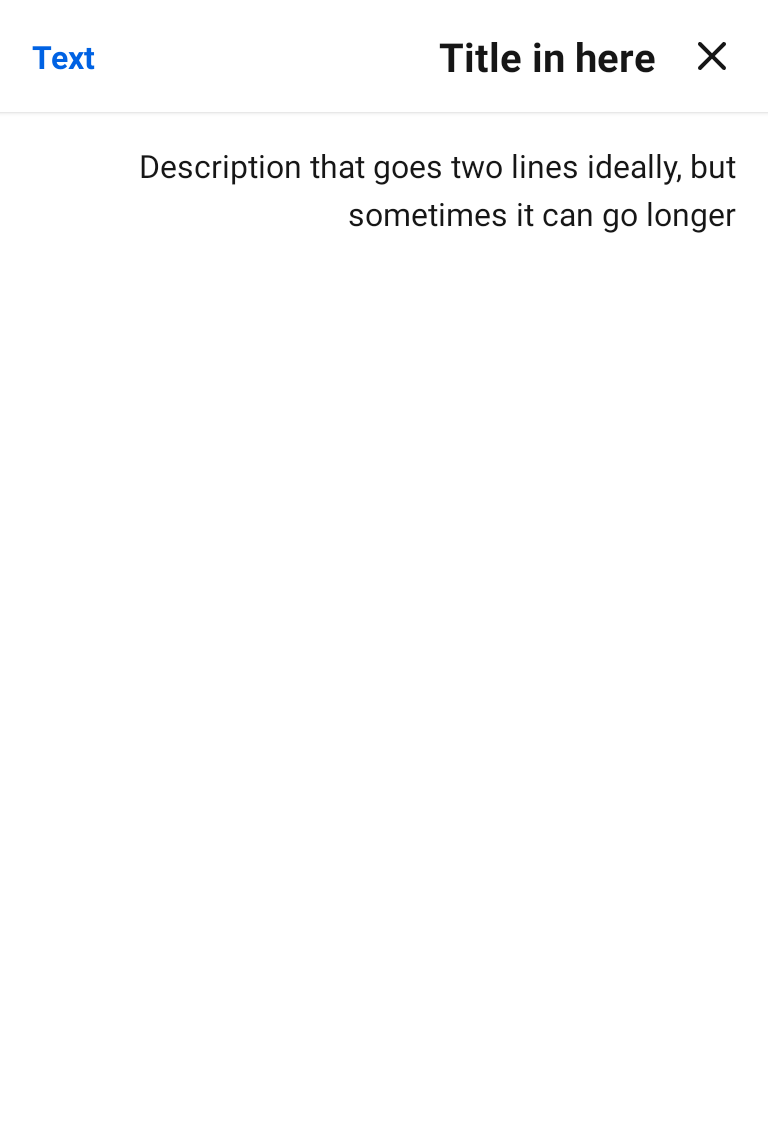 Text
Title in here
Description that goes two lines ideally, but
sometimes it can go longer